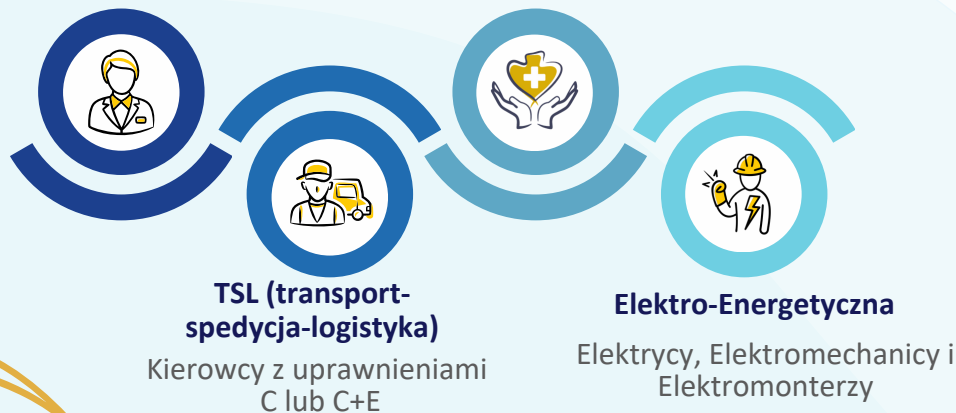 TSL (transport-
spedycja-logistyka)
Kierowcy z uprawnieniami
C lub C+E
Elektro-Energetyczna
Elektrycy, Elektromechanicy i
Elektromonterzy